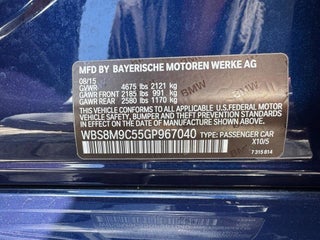 MFD BY BAYERISCHE MOTOREN WERKE AG
08/15
GVWR 4675 lbs 2121 kg
GAWR FRONT 2185 lbs 991 kg
GAWR REAR 2580 lbs 1170 kg
THIS VEHICLE CONFORMS TO ALL APPLICABLE
U.S. FEDERAL MOTOR VEHICLE SAFETY, BUMPER,
AND THEFT PREVENTION STANDARDS IN EFFECT
ON THE DATE OF MANUFACTURE SHOWN ABOVE.
WBS8M9C55GP967040 TYPE: PASSENGER CAR
X10/5
7 315 814
BMW
BMW